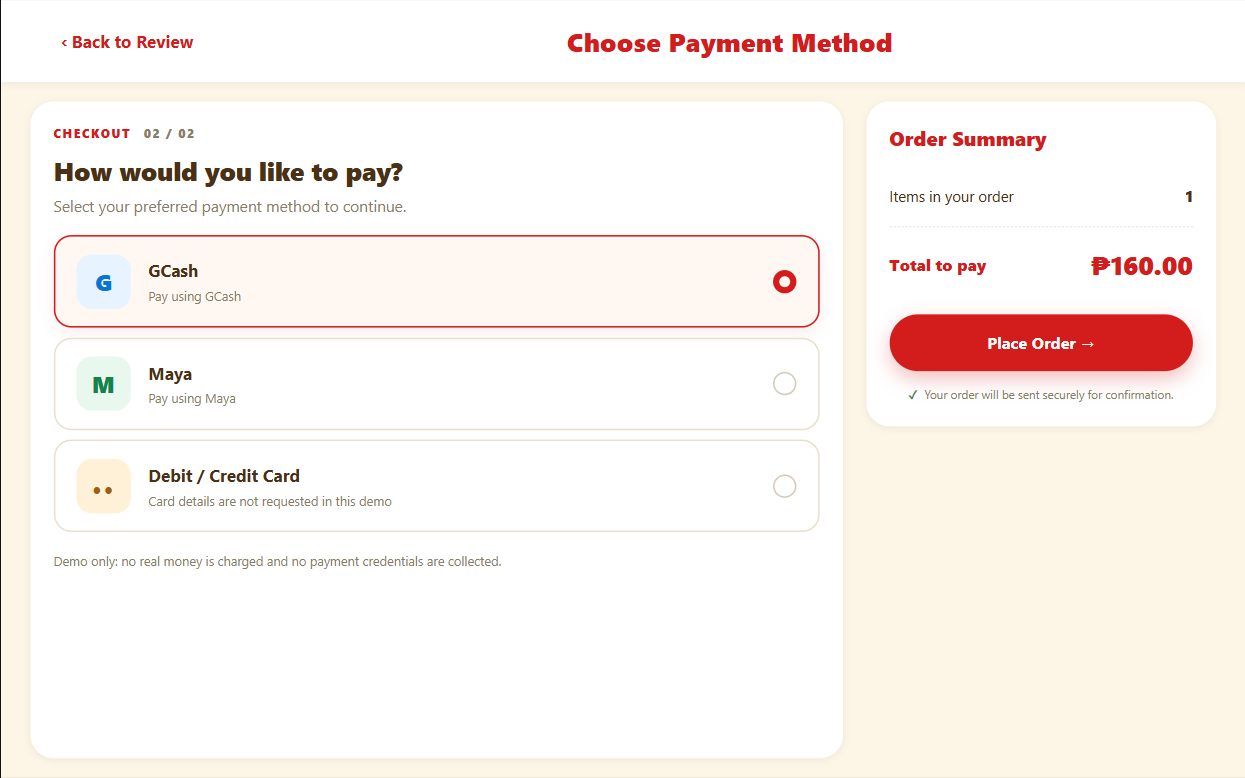 ‹ Back to Review
Choose Payment Method
CHECKOUT 02 / 02
How would you like to pay?
Select your preferred payment method to continue.
G
GCash
Pay using GCash
M
Maya
Pay using Maya
••
Debit / Credit Card
Card details are not requested in this demo
Demo only: no real money is charged and no payment credentials are collected.
Order Summary
Items in your order 1
Total to pay ₱160.00
Place Order →
✓ Your order will be sent securely for confirmation.